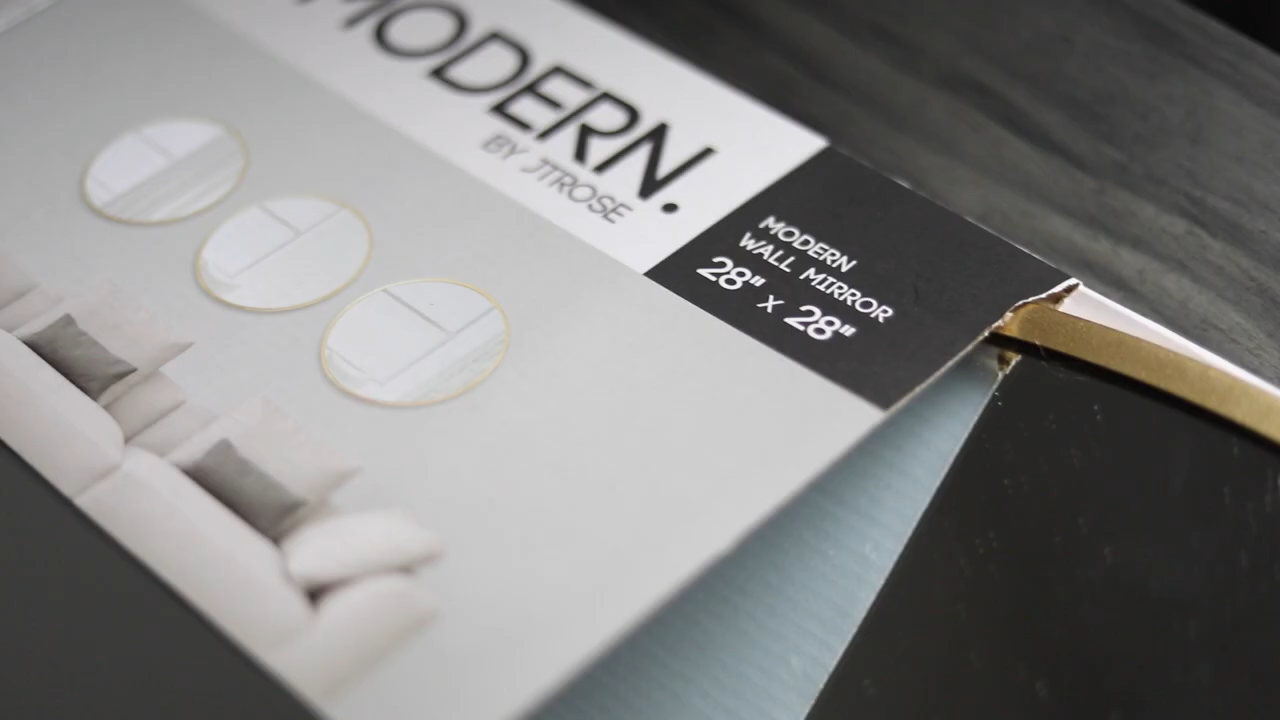 MODERN.
BY JTROSE
MODERN
WALL MIRROR
28" x 28"